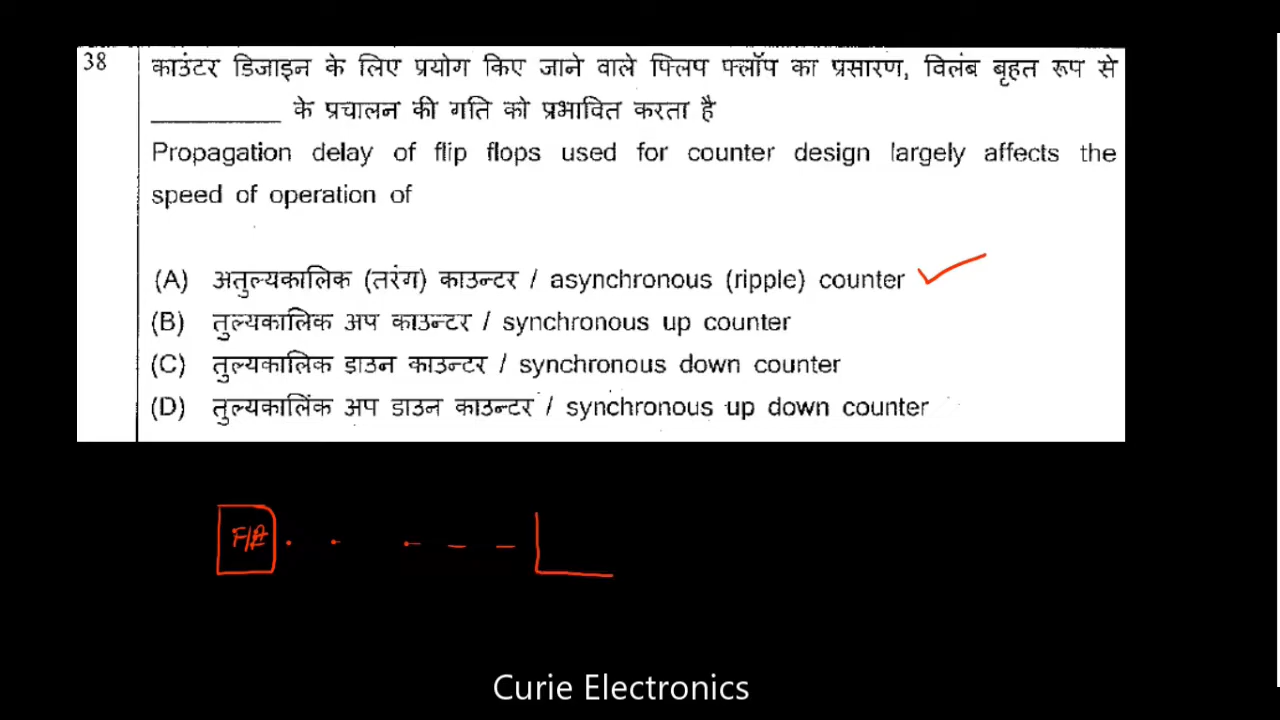 38
काउंटर डिजाइन के लिए प्रयोग किए जाने वाले फ्लिप फ्लॉप का प्रसारण, विलंब बृहत रूप से
__________ के प्रचालन की गति को प्रभावित करता है
Propagation delay of flip flops used for counter design largely affects the
speed of operation of
(A) अतुल्यकालिक (तरंग) काउन्टर / asynchronous (ripple) counter
(B) तुल्यकालिक अप काउन्टर / synchronous up counter
(C) तुल्यकालिक डाउन काउन्टर / synchronous down counter
(D) तुल्यकालिक अप डाउन काउन्टर / synchronous up down counter
Curie Electronics